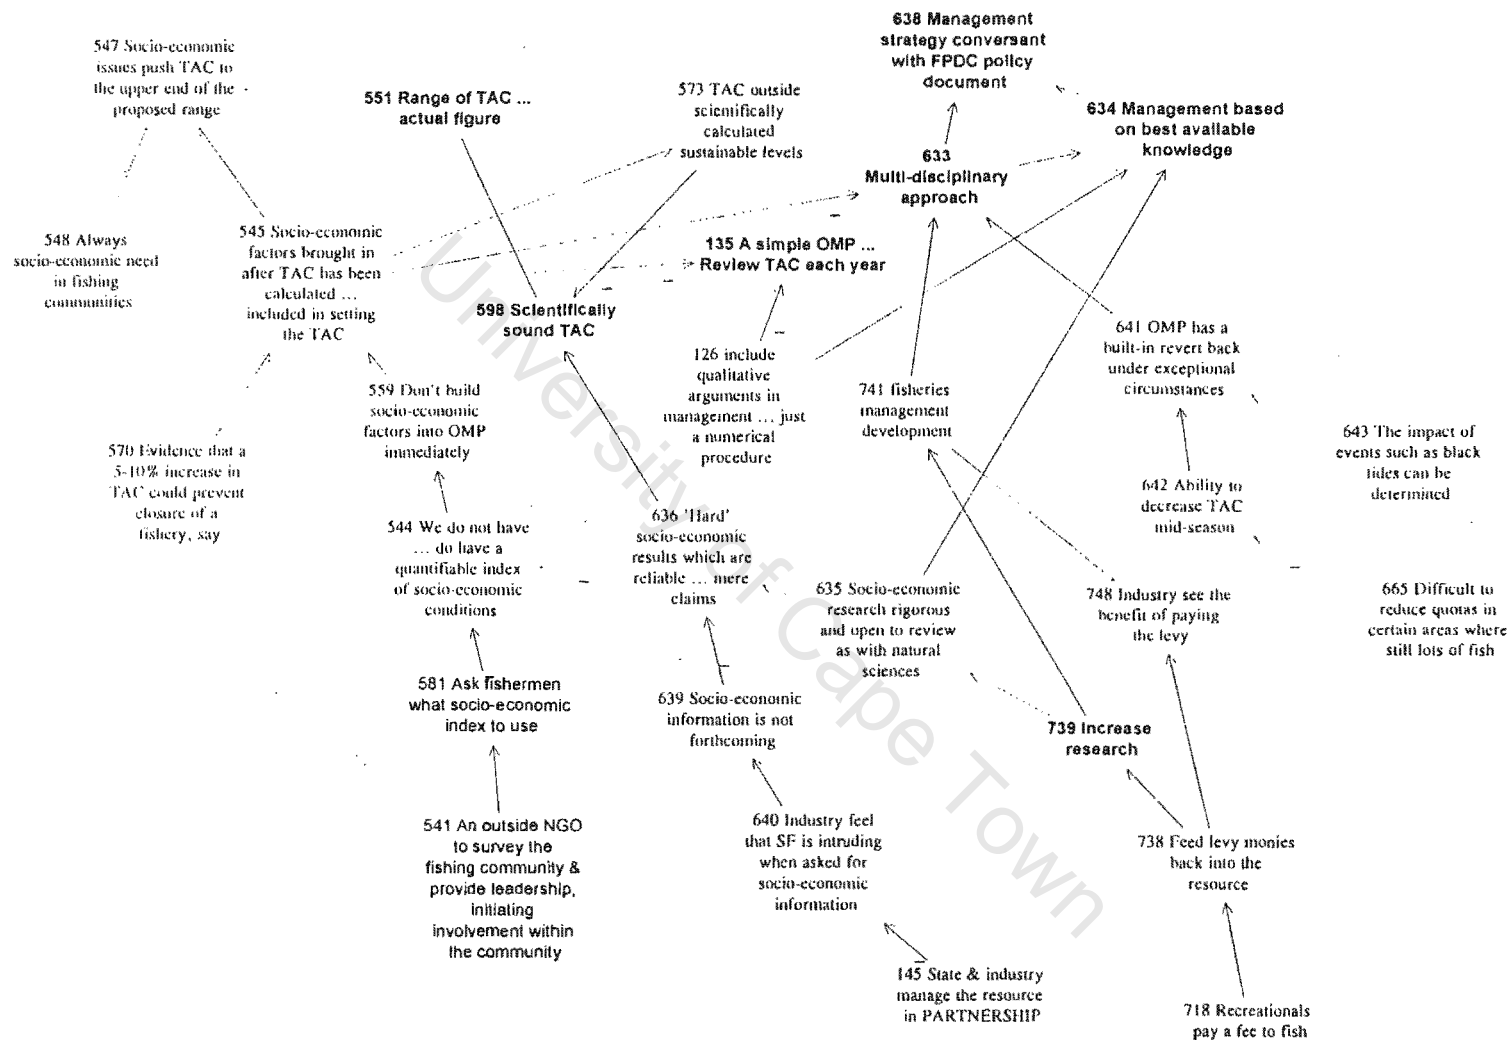 547 Socio-economic
issues push TAC to
the upper end of the
proposed range
551 Range of TAC ...
actual figure
573 TAC outside
scientifically
calculated
sustainable levels
638 Management
strategy conversant
with FPDC policy
document
634 Management based
on best available
knowledge
633
Multi-disciplinary
approach
548 Always
socio-economic need
in fishing
communities
545 Socio-economic
factors brought in
after TAC has been
calculated ...
included in setting
the TAC
135 A simple OMP ...
Review TAC each year
598 Scientifically
sound TAC
126 include
qualitative
arguments in
management ... just
a numerical
procedure
641 OMP has a
built-in revert back
under exceptional
circumstances
559 Don't build
socio-economic
factors into OMP
immediately
741 fisheries
management
development
570 Evidence that a
5-10% increase in
TAC could prevent
closure of a
fishery, say
643 The impact of
events such as black
tides can be
determined
642 Ability to
decrease TAC
mid-season
544 We do not have
... do have a
quantifiable index
of socio-economic
conditions
636 'Hard'
socio-economic
results which are
reliable ... mere
claims
635 Socio-economic
research rigorous
and open to review
as with natural
sciences
748 Industry see the
benefit of paying
the levy
665 Difficult to
reduce quotas in
certain areas where
still lots of fish
581 Ask fishermen
what socio-economic
index to use
639 Socio-economic
information is not
forthcoming
739 Increase
research
541 An outside NGO
to survey the
fishing community &
provide leadership,
initiating
involvement within
the community
640 Industry feel
that SF is intruding
when asked for
socio-economic
information
738 Feed levy monies
back into the
resource
145 State & industry
manage the resource
in PARTNERSHIP
718 Recreationals
pay a fee to fish
University of Cape Town